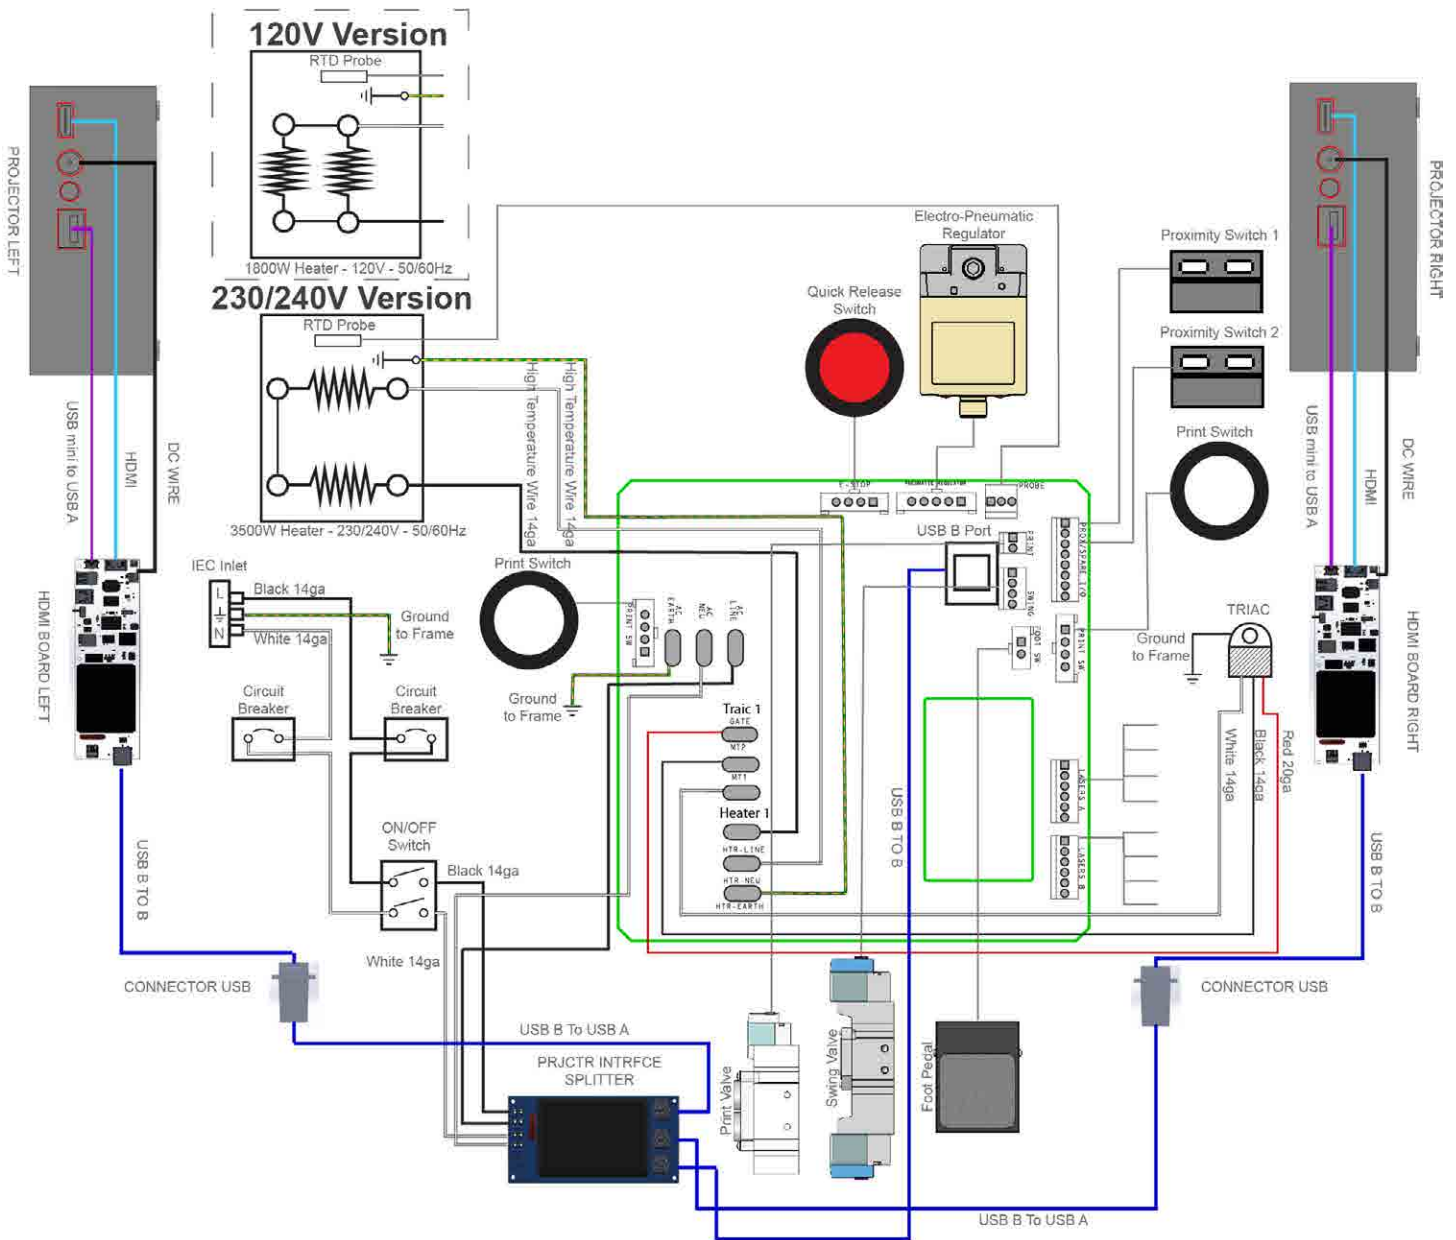 120V Version
RTD Probe
1800W Heater - 120V - 50/60Hz
230/240V Version
RTD Probe
3500W Heater - 230/240V - 50/60Hz
High Temperature Wire 14ga
High Temperature Wire 14ga
PROJECTOR LEFT
USB mini to USB A
HDMI
DC WIRE
HDMI BOARD LEFT
USB B TO B
CONNECTOR USB
IEC Inlet
L
N
Black 14ga
White 14ga
Ground
to Frame
Circuit
Breaker
Circuit
Breaker
ON/OFF
Switch
Black 14ga
White 14ga
Print Switch
Ground
to Frame
Quick Release
Switch
Electro-Pneumatic
Regulator
Proximity Switch 1
Proximity Switch 2
Print Switch
PROJECTOR RIGHT
USB mini to USB A
HDMI
DC WIRE
HDMI BOARD RIGHT
USB B TO B
CONNECTOR USB
E-STOP
PNEUMATIC REGULATOR
PROBE
USB B Port
PRINT
SWING
PROX/SPARE I/O
FOOT SW
PRINT SW
PRINT SW
AC EARTH
AC NEU
AC LINE
Traic 1
GATE
MT2
MT1
Heater 1
HTR-LINE
HTR NEU
HTR-EARTH
LASERS A
LASERS B
TRIAC
Ground
to Frame
White 14ga
Black 14ga
Red 20ga
USB B TO B
USB B To USB A
PRJCTR INTRFCE
SPLITTER
Print Valve
Swing Valve
Foot Pedal
USB B To USB A